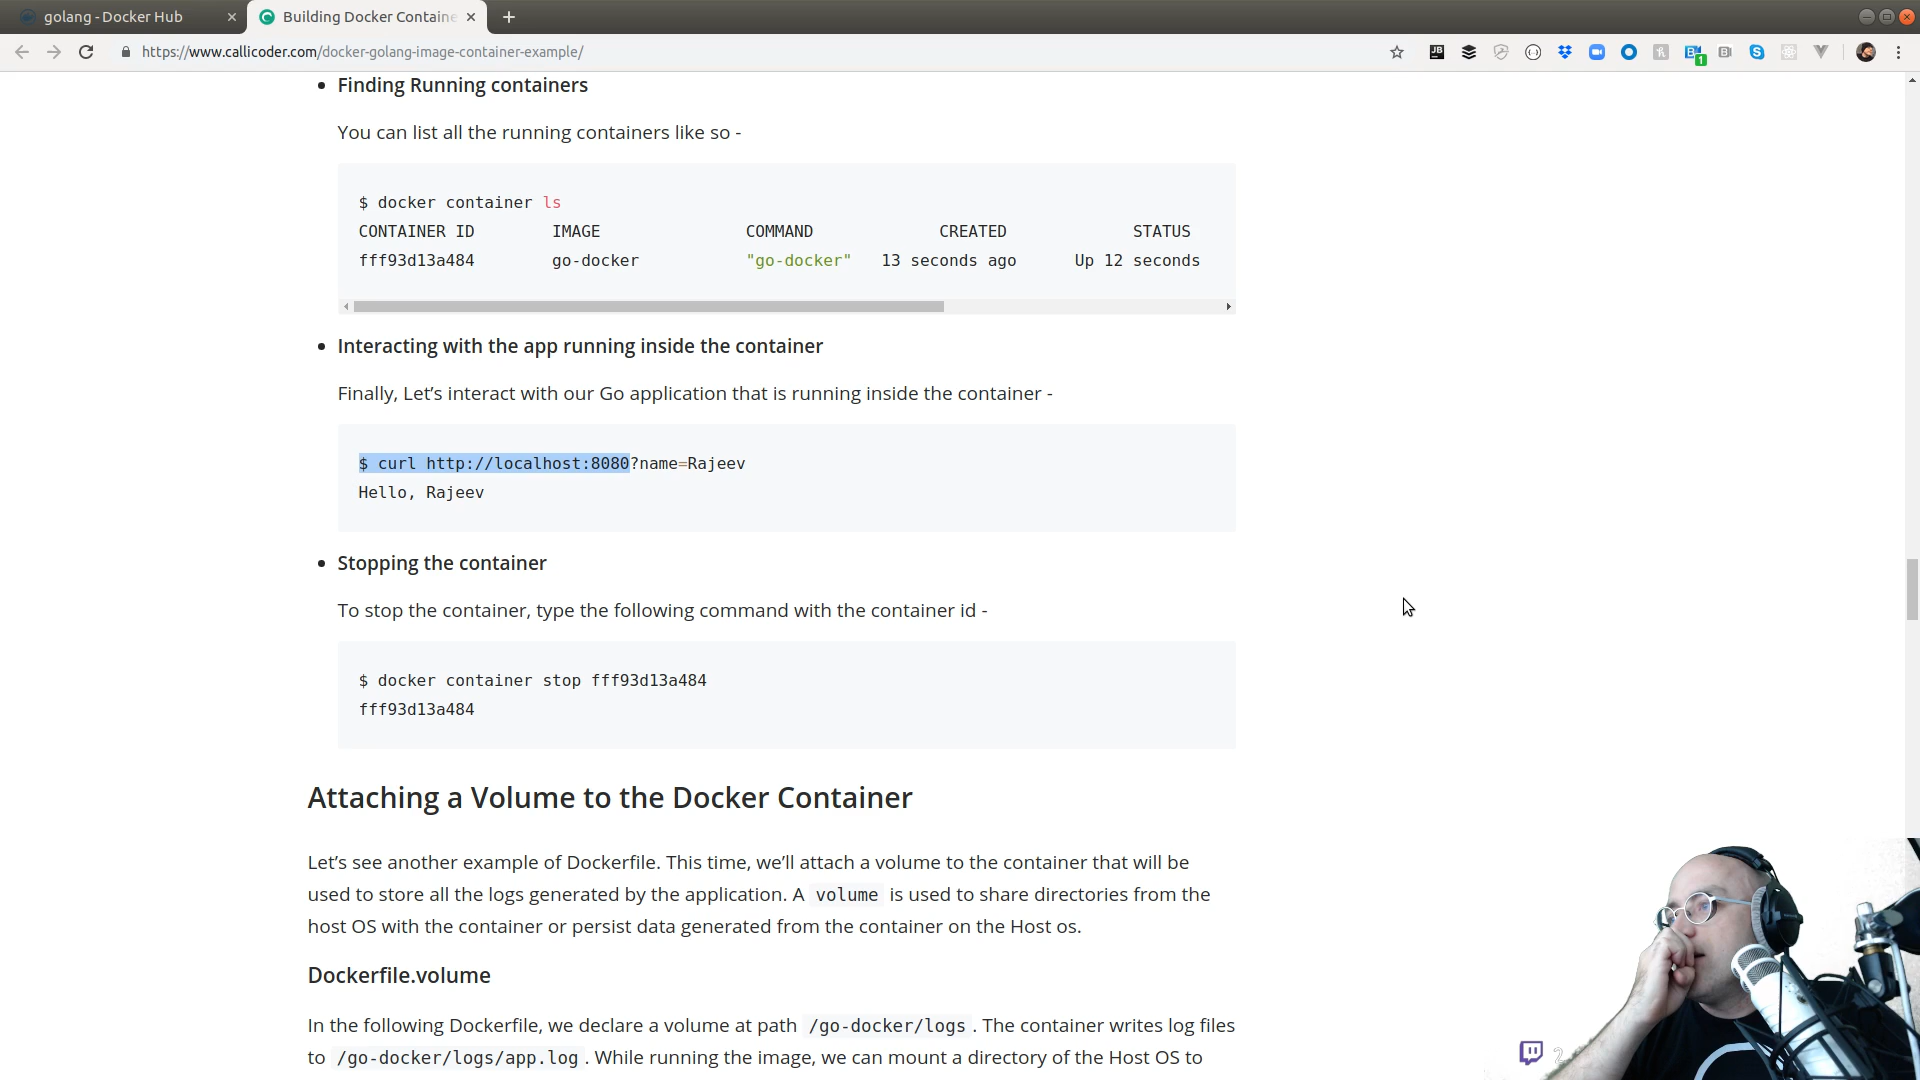 golang - Docker Hub
Building Docker Containe
https://www.callicoder.com/docker-golang-image-container-example/
Finding Running containers
You can list all the running containers like so -
$ docker container ls
CONTAINER ID IMAGE COMMAND CREATED STATUS
fff93d13a484 go-docker "go-docker" 13 seconds ago Up 12 seconds
Interacting with the app running inside the container
Finally, Let’s interact with our Go application that is running inside the container -
$ curl http://localhost:8080?name=Rajeev
Hello, Rajeev
Stopping the container
To stop the container, type the following command with the container id -
$ docker container stop fff93d13a484
fff93d13a484
Attaching a Volume to the Docker Container
Let’s see another example of Dockerfile. This time, we’ll attach a volume to the container that will be
used to store all the logs generated by the application. A volume is used to share directories from the
host OS with the container or persist data generated from the container on the Host os.
Dockerfile.volume
In the following Dockerfile, we declare a volume at path /go-docker/logs . The container writes log files
to /go-docker/logs/app.log . While running the image, we can mount a directory of the Host OS to
2